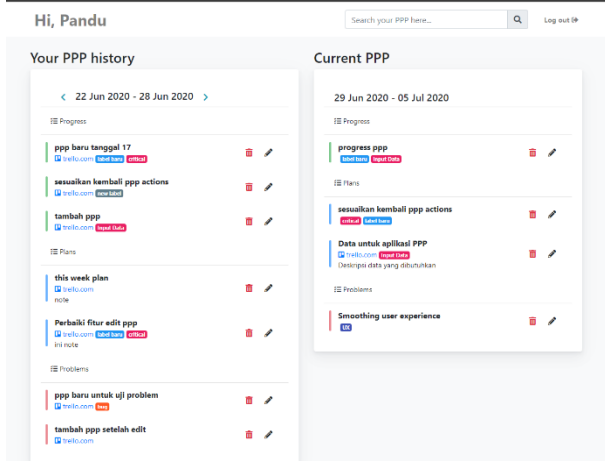 Hi, Pandu
Search your PPP here...
Log out
Your PPP history
22 Jun 2020 - 28 Jun 2020
Progress
ppp baru tanggal 17
trello.com label baru critical
sesuaikan kembali ppp actions
trello.com new label
tambah ppp
trello.com Input Data
Plans
this week plan
trello.com
note
Perbaiki fitur edit ppp
trello.com label baru critical
ini note
Problems
ppp baru untuk uji problem
trello.com bug
tambah ppp setelah edit
trello.com
Current PPP
29 Jun 2020 - 05 Jul 2020
Progress
progress ppp
label baru Input Data
Plans
sesuaikan kembali ppp actions
critical label baru
Data untuk aplikasi PPP
trello.com Input Data
Deskripsi data yang dibutuhkan
Problems
Smoothing user experience
UX